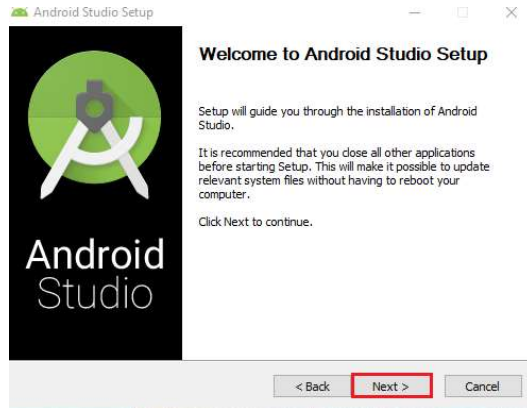 Android Studio Setup
Welcome to Android Studio Setup
Setup will guide you through the installation of Android
Studio.
It is recommended that you close all other applications
before starting Setup. This will make it possible to update
relevant system files without having to reboot your
computer.
Click Next to continue.
Android
Studio
< Back
Next >
Cancel